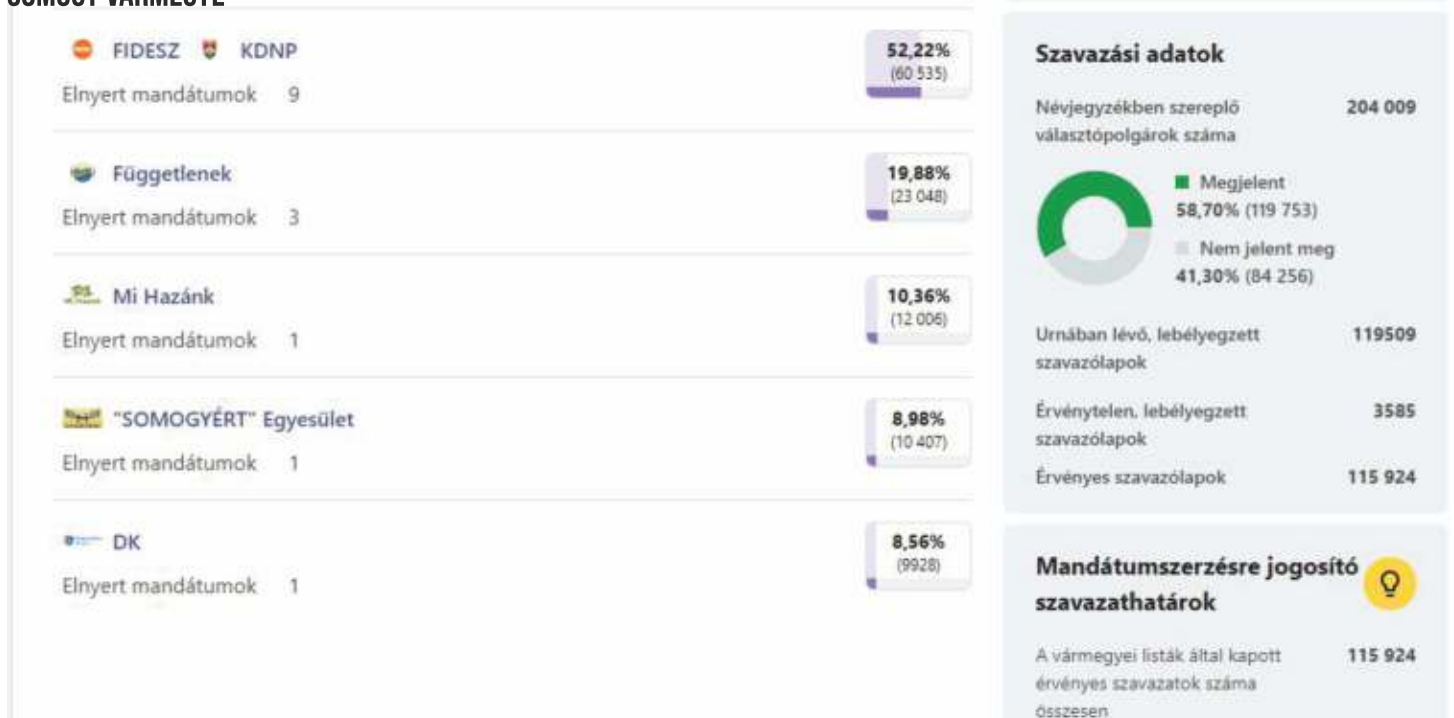 SOMOGY VÁRMEGYE
FIDESZ KDNP
52,22%
(60 535)
Elnyert mandátumok 9
Függetlenek
19,88%
(23 048)
Elnyert mandátumok 3
Mi Hazánk
10,36%
(12 006)
Elnyert mandátumok 1
"SOMOGYÉRT" Egyesület
8,98%
(10 407)
Elnyert mandátumok 1
DK
8,56%
(9928)
Elnyert mandátumok 1
Szavazási adatok
Névjegyzékben szereplő 204 009
választópolgárok száma
Megjelent
58,70% (119 753)
Nem jelent meg
41,30% (84 256)
Urnában lévő, lebélyegzett 119509
szavazólapok
Érvénytelen, lebélyegzett 3585
szavazólapok
Érvényes szavazólapok 115 924
Mandátumszerzésre jogosító
szavazathatárok
A vármegyei listák által kapott 115 924
érvényes szavazatok száma
összesen